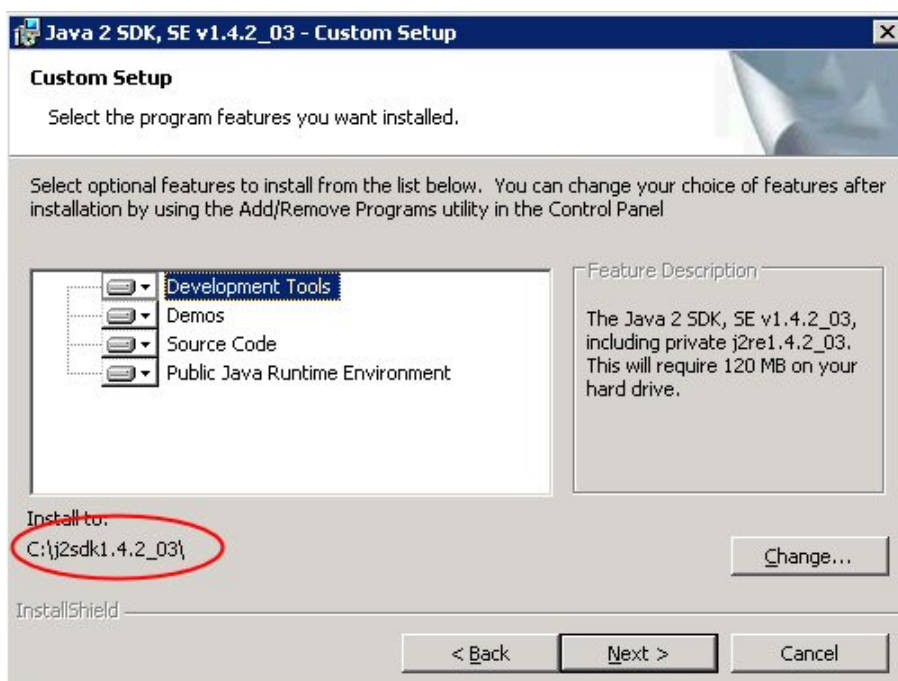 Java 2 SDK, SE v1.4.2_03 - Custom Setup
Custom Setup
Select the program features you want installed.
Select optional features to install from the list below. You can change your choice of features after
installation by using the Add/Remove Programs utility in the Control Panel
Development Tools
Demos
Source Code
Public Java Runtime Environment
Feature Description
The Java 2 SDK, SE v1.4.2_03,
including private j2re1.4.2_03.
This will require 120 MB on your
hard drive.
Install to:
C:\j2sdk1.4.2_03\
Change...
InstallShield
< Back
Next >
Cancel